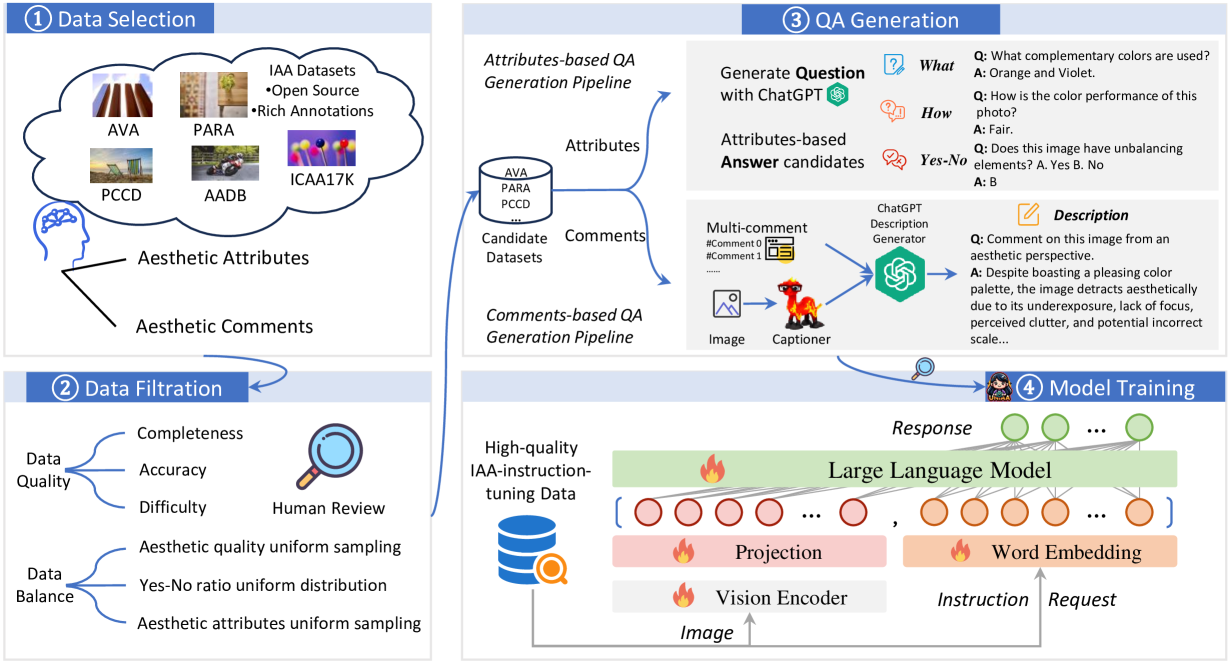 ① Data Selection
IAA Datasets
•Open Source
•Rich Annotations
AVA
PARA
PCCD
AADB
ICAA17K
Aesthetic Attributes
Aesthetic Comments
② Data Filtration
Data
Quality
Completeness
Accuracy
Difficulty
Human Review
Data
Balance
Aesthetic quality uniform sampling
Yes-No ratio uniform distribution
Aesthetic attributes uniform sampling
③ QA Generation
Attributes-based QA
Generation Pipeline
Attributes
AVA
PARA
PCCD
...
Candidate
Datasets
Comments
Comments-based QA
Generation Pipeline
Generate Question
with ChatGPT
Attributes-based
Answer candidates
What
Q: What complementary colors are used?
A: Orange and Violet.
How
Q: How is the color performance of this
photo?
A: Fair.
Yes-No
Q: Does this image have unbalancing
elements? A. Yes B. No
A: B
Multi-comment
#Comment 0
#Comment 1
......
Image
Captioner
ChatGPT
Description
Generator
Description
Q: Comment on this image from an
aesthetic perspective.
A: Despite boasting a pleasing color
palette, the image detracts aesthetically
due to its underexposure, lack of focus,
perceived clutter, and potential incorrect
scale...
④ Model Training
High-quality
IAA-instruction-
tuning Data
Response
...
Large Language Model
... , ...
Projection
Word Embedding
Vision Encoder
Image
Instruction
Request